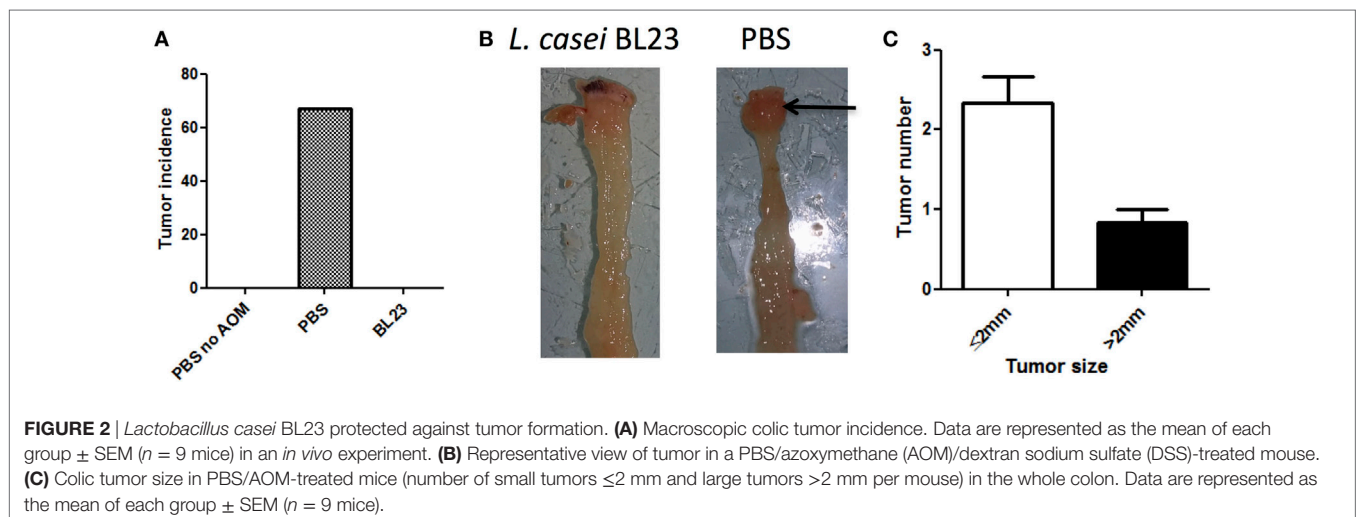 A
Tumor incidence
80
60
40
20
0
PBS no AOM
PBS
BL23
B
L. casei BL23
PBS
C
Tumor number
3
2
1
0
≤2mm
>2mm
Tumor size
FIGURE 2 | Lactobacillus casei BL23 protected against tumor formation. (A) Macroscopic colic tumor incidence. Data are represented as the mean of each
group ± SEM (n = 9 mice) in an in vivo experiment. (B) Representative view of tumor in a PBS/azoxymethane (AOM)/dextran sodium sulfate (DSS)-treated mouse.
(C) Colic tumor size in PBS/AOM-treated mice (number of small tumors ≤2 mm and large tumors >2 mm per mouse) in the whole colon. Data are represented as
the mean of each group ± SEM (n = 9 mice).